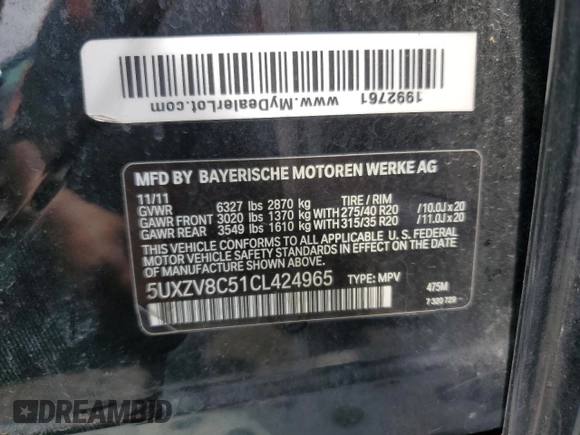 www.MyDealerLot.com
1992761
MFD BY BAYERISCHE MOTOREN WERKE AG
11/11
GVWR 6327 lbs 2870 kg TIRE / RIM
GAWR FRONT 3020 lbs 1370 kg WITH 275/40 R20 /10.0J x 20
GAWR REAR 3549 lbs 1610 kg WITH 315/35 R20 /11.0J x 20
THIS VEHICLE CONFORMS TO ALL APPLICABLE U. S. FEDERAL
MOTOR VEHICLE SAFETY STANDARDS IN EFFECT ON THE DATE OF
MANUFACTURE SHOWN ABOVE.
5UXZV8C51CL424965 TYPE: MPV 475M
7 320 729
DREAMBID